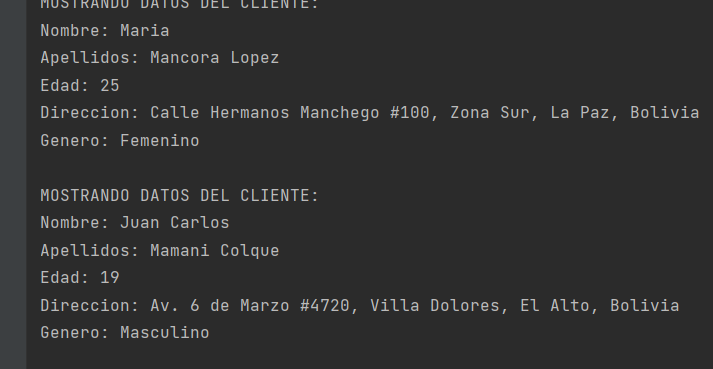 MOSTRANDO DATOS DEL CLIENTE:
Nombre: Maria
Apellidos: Mancora Lopez
Edad: 25
Direccion: Calle Hermanos Manchego #100, Zona Sur, La Paz, Bolivia
Genero: Femenino
MOSTRANDO DATOS DEL CLIENTE:
Nombre: Juan Carlos
Apellidos: Mamani Colque
Edad: 19
Direccion: Av. 6 de Marzo #4720, Villa Dolores, El Alto, Bolivia
Genero: Masculino